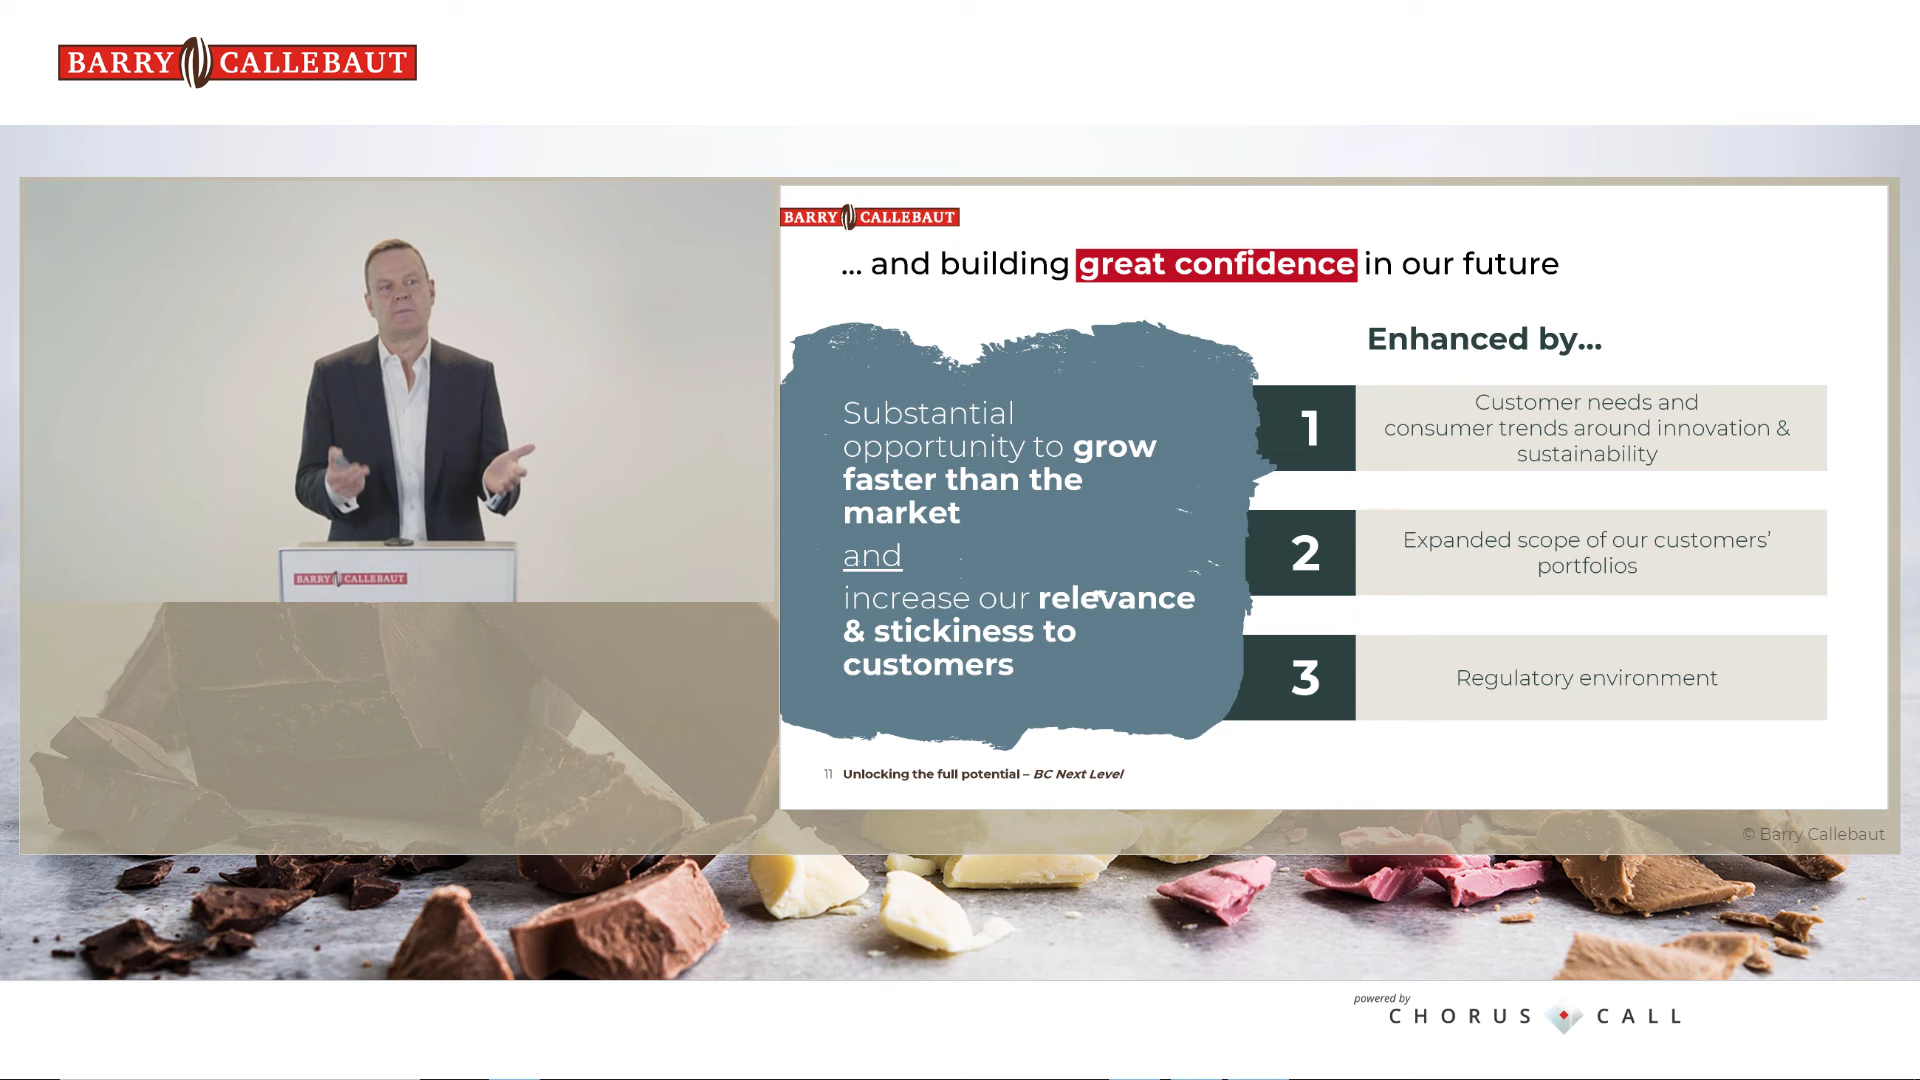 BARRY CALLEBAUT
BARRY CALLEBAUT
... and building great confidence in our future
Enhanced by...
Substantial
opportunity to grow
faster than the
market
and
increase our relevance
& stickiness to
customers
1
Customer needs and
consumer trends around innovation &
sustainability
2
Expanded scope of our customers’
portfolios
3
Regulatory environment
BARRY CALLEBAUT
11 Unlocking the full potential – BC Next Level
© Barry Callebaut
powered by
CHORUS CALL